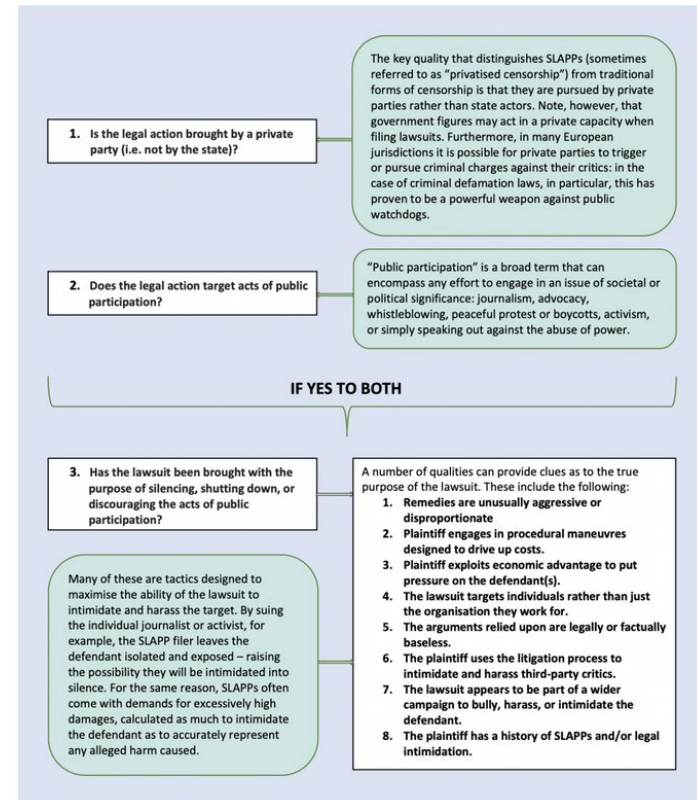 The key quality that distinguishes SLAPPs (sometimes
referred to as “privatised censorship”) from traditional
forms of censorship is that they are pursued by private
parties rather than state actors. Note, however, that
government figures may act in a private capacity when
filing lawsuits. Furthermore, in many European
jurisdictions it is possible for private parties to trigger
or pursue criminal charges against their critics: in the
case of criminal defamation laws, in particular, this has
proven to be a powerful weapon against public
watchdogs.
1. Is the legal action brought by a private
party (i.e. not by the state)?
2. Does the legal action target acts of public
participation?
“Public participation” is a broad term that can
encompass any effort to engage in an issue of societal or
political significance: journalism, advocacy,
whistleblowing, peaceful protest or boycotts, activism,
or simply speaking out against the abuse of power.
IF YES TO BOTH
3. Has the lawsuit been brought with the
purpose of silencing, shutting down, or
discouraging the acts of public
participation?
A number of qualities can provide clues as to the true
purpose of the lawsuit. These include the following:
1. Remedies are unusually aggressive or
disproportionate
2. Plaintiff engages in procedural maneuvres
designed to drive up costs.
3. Plaintiff exploits economic advantage to put
pressure on the defendant(s).
4. The lawsuit targets individuals rather than just
the organisation they work for.
5. The arguments relied upon are legally or factually
baseless.
6. The plaintiff uses the litigation process to
intimidate and harass third-party critics.
7. The lawsuit appears to be part of a wider
campaign to bully, harass, or intimidate the
defendant.
8. The plaintiff has a history of SLAPPs and/or legal
intimidation.
Many of these are tactics designed to
maximise the ability of the lawsuit to
intimidate and harass the target. By suing
the individual journalist or activist, for
example, the SLAPP filer leaves the
defendant isolated and exposed – raising
the possibility they will be intimidated into
silence. For the same reason, SLAPPs often
come with demands for excessively high
damages, calculated as much to intimidate
the defendant as to accurately represent
any alleged harm caused.